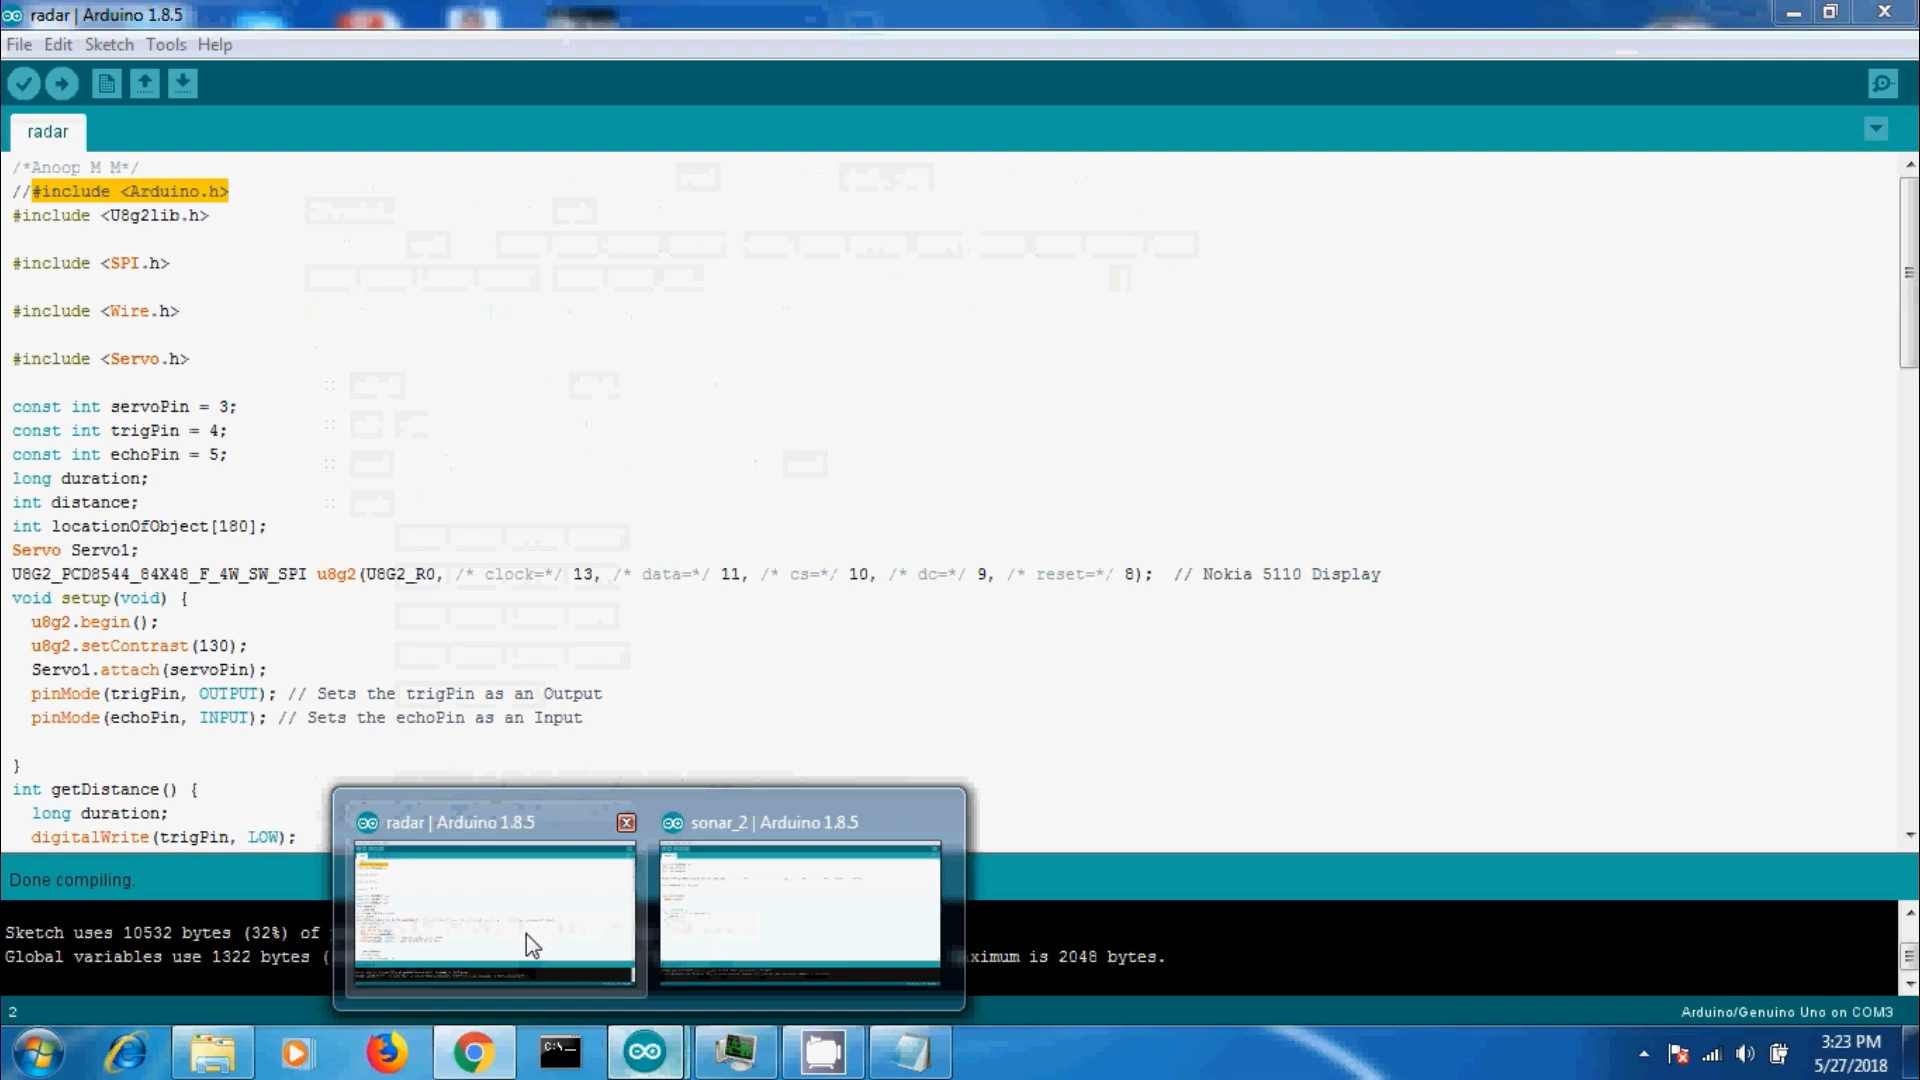 radar | Arduino 1.8.5
File Edit Sketch Tools Help
radar
/*Anoop M M*/
//#include <Arduino.h>
#include <U8g2lib.h>
#include <SPI.h>
#include <Wire.h>
#include <Servo.h>
const int servoPin = 3;
const int trigPin = 4;
const int echoPin = 5;
long duration;
int distance;
int locationOfObject[180];
Servo Servo1;
U8G2_PCD8544_84X48_F_4W_SW_SPI u8g2(U8G2_R0, /* clock=*/ 13, /* data=*/ 11, /* cs=*/ 10, /* dc=*/ 9, /* reset=*/ 8);  // Nokia 5110 Display
void setup(void) {
u8g2.begin();
u8g2.setContrast(130);
Servo1.attach(servoPin);
pinMode(trigPin, OUTPUT); // Sets the trigPin as an Output
pinMode(echoPin, INPUT); // Sets the echoPin as an Input
}
int getDistance() {
long duration;
digitalWrite(trigPin, LOW);
radar | Arduino 1.8.5
sonar_2 | Arduino 1.8.5
Done compiling.
Sketch uses 10532 bytes (32%) of
Global variables use 1322 bytes ( ximum is 2048 bytes.
2
Arduino/Genuino Uno on COM3
C:\
3:23 PM
5/27/2018